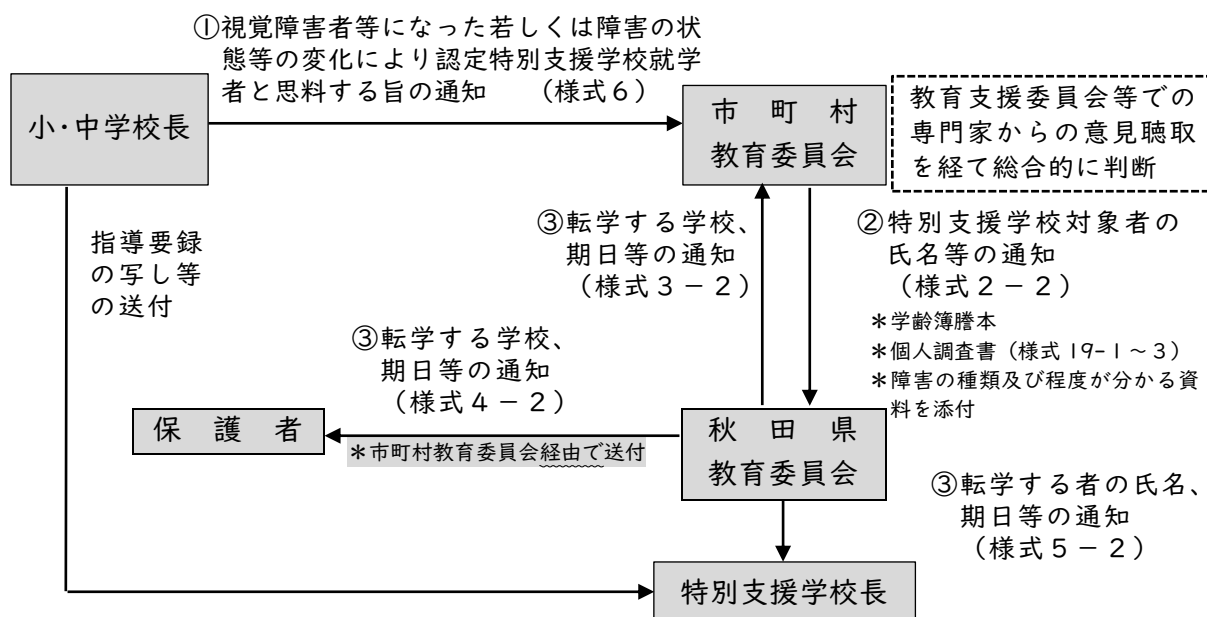 ①視覚障害者等になった若しくは障害の状
態等の変化により認定特別支援学校就学
者と思料する旨の通知　　（様式６）
小・中学校長
市　町　村
教育委員会
教育支援委員会等での
専門家からの意見聴取
を経て総合的に判断
指導要録
の写し等
の送付
③転学する学校、
期日等の通知
（様式３－２）
②特別支援学校対象者の
氏名等の通知
（様式２－２）
＊学齢簿謄本
＊個人調査書（様式19-1～3）
＊障害の種類及び程度が分かる資
料を添付
③転学する学校、
期日等の通知
（様式４－２）
保　護　者
＊市町村教育委員会経由で送付
秋　田　県
教育委員会
③転学する者の氏名、
期日等の通知
（様式５－２）
特別支援学校長